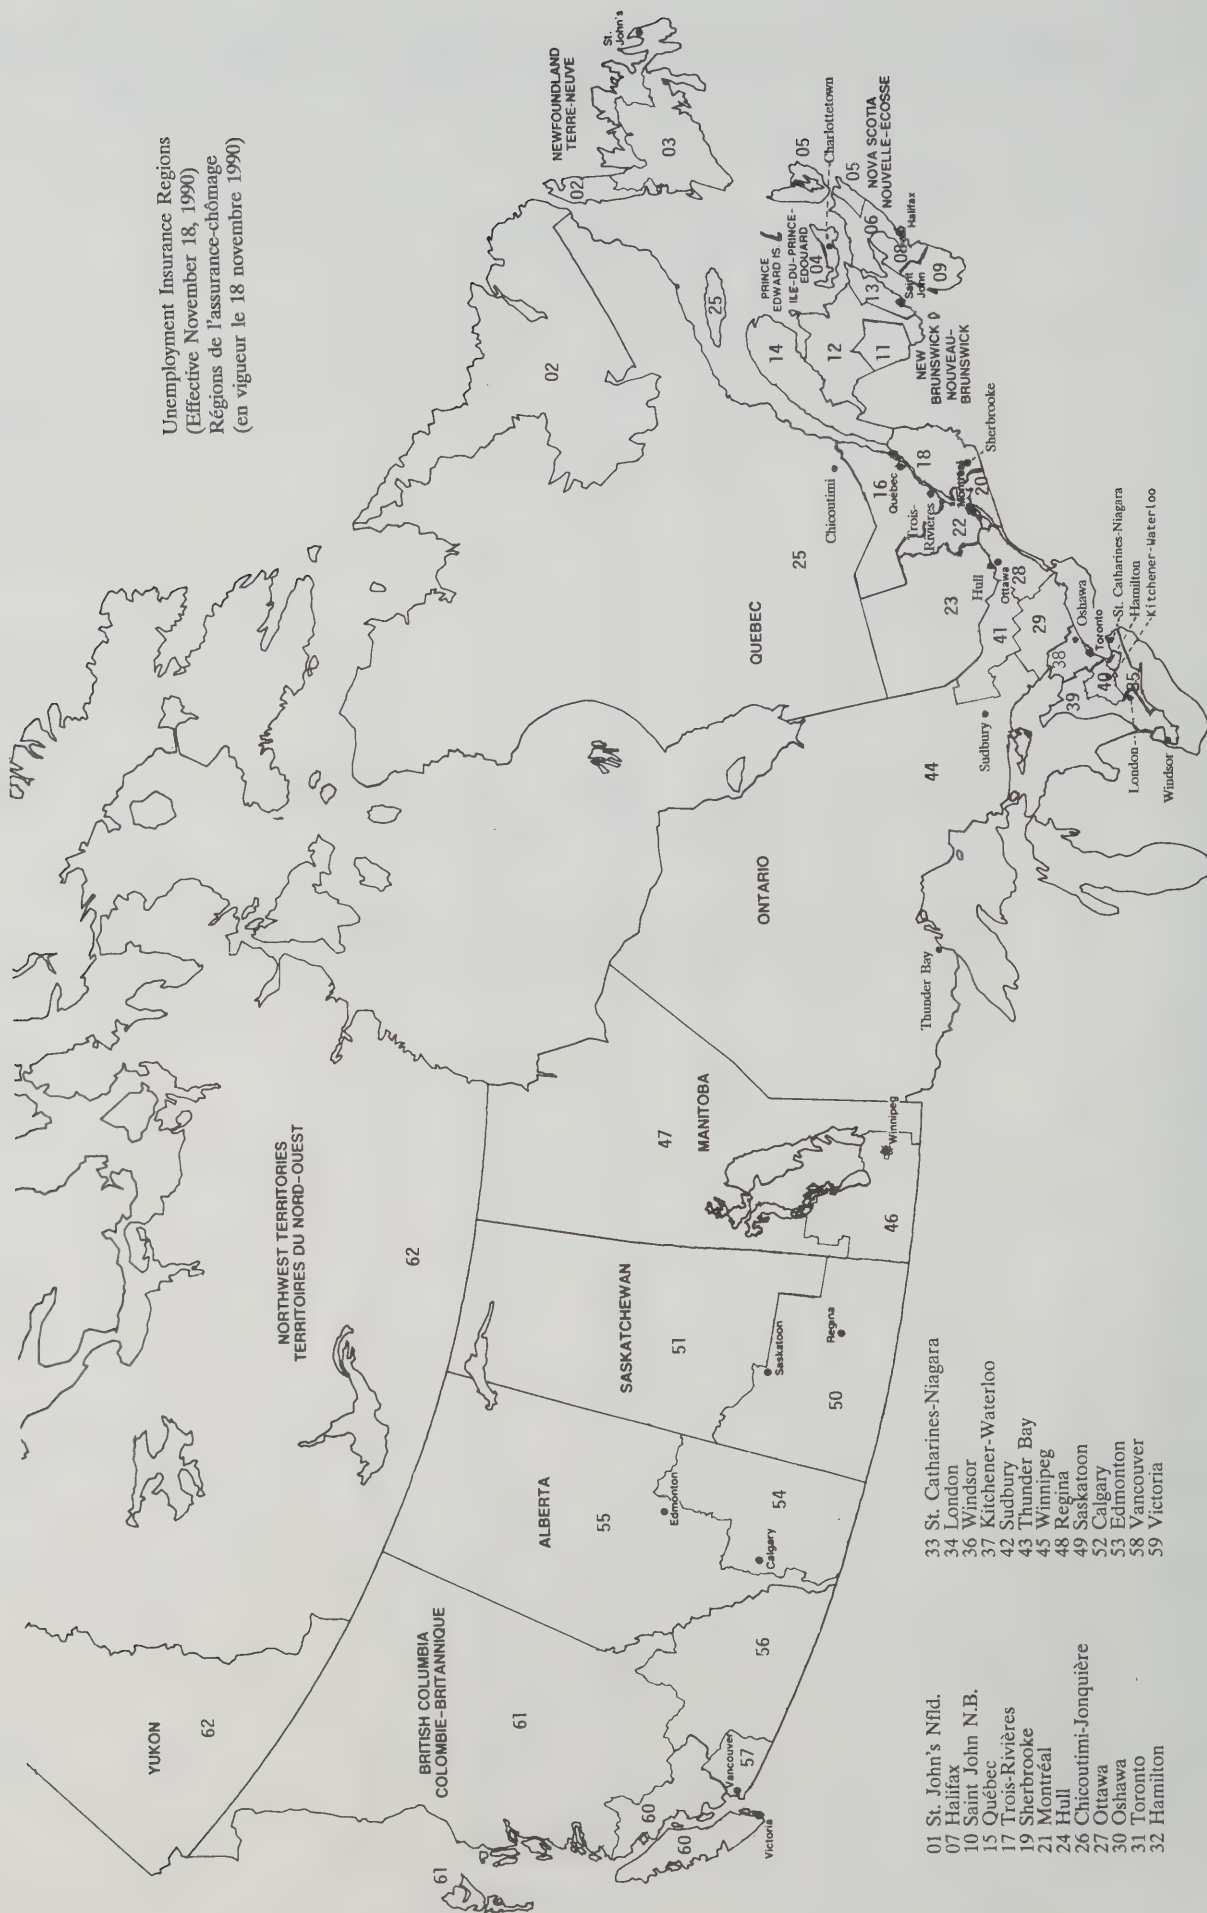 Unemployment Insurance Regions
(Effective November 18, 1990)
Régions de l'assurance-chômage
(en vigueur le 18 novembre 1990)
YUKON
62
NORTHWEST TERRITORIES
TERRITOIRES DU NORD-OUEST
62
BRITISH COLUMBIA
COLOMBIE-BRITANNIQUE
61
61
60
60
Vancouver
57
56
Victoria
ALBERTA
55
Edmonton
54
Calgary
SASKATCHEWAN
51
Saskatoon
50
Regina
MANITOBA
47
46
Winnipeg
ONTARIO
44
Thunder Bay
Sudbury
41
Ottawa
28
29
38
39
40
35
Oshawa
Toronto
St. Catharines-Niagara
Hamilton
Kitchener-Waterloo
London
Windsor
QUEBEC
25
25
23
Hull
22
Trois-
Rivières
Montréal
20
Sherbrooke
18
16
Québec
Chicoutimi
14
NEWFOUNDLAND
TERRE-NEUVE
02
02
03
St.
John's
PRINCE
EDWARD IS.
ILE-DU-PRINCE-
EDOUARD
04
Charlottetown
05
05
NOVA SCOTIA
NOUVELLE-ECOSSE
06
08
Halifax
09
13
12
11
Saint
John
NEW
BRUNSWICK
NOUVEAU-
BRUNSWICK
01 St. John's Nfld.
07 Halifax
10 Saint John N.B.
15 Québec
17 Trois-Rivières
19 Sherbrooke
21 Montréal
24 Hull
26 Chicoutimi-Jonquière
27 Ottawa
30 Oshawa
31 Toronto
32 Hamilton
33 St. Catharines-Niagara
34 London
36 Windsor
37 Kitchener-Waterloo
42 Sudbury
43 Thunder Bay
45 Winnipeg
48 Regina
49 Saskatoon
52 Calgary
53 Edmonton
58 Vancouver
59 Victoria